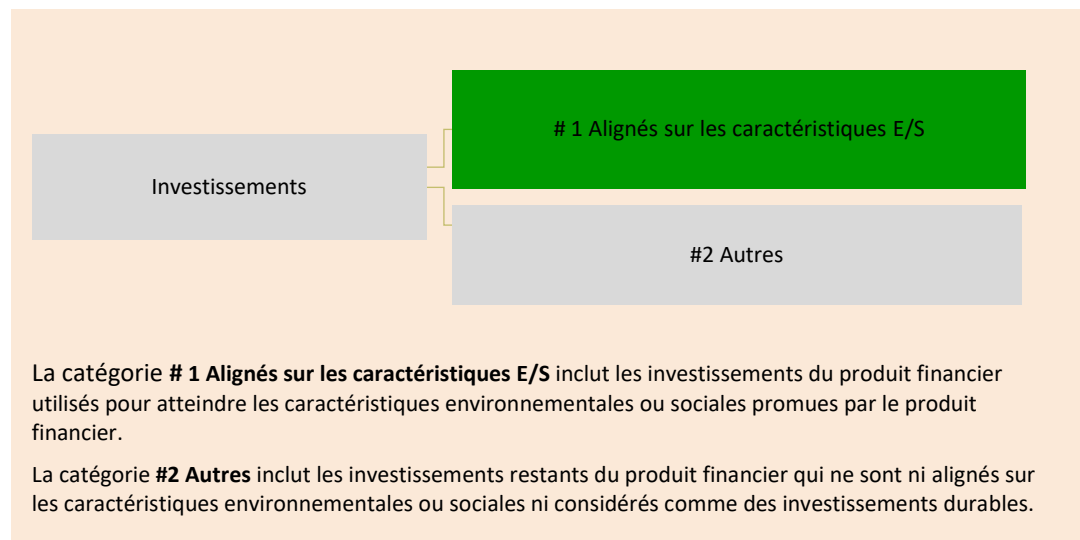 # 1 Alignés sur les caractéristiques E/S
Investissements
#2 Autres
La catégorie # 1 Alignés sur les caractéristiques E/S inclut les investissements du produit financier
utilisés pour atteindre les caractéristiques environnementales ou sociales promues par le produit
financier.
La catégorie #2 Autres inclut les investissements restants du produit financier qui ne sont ni alignés sur
les caractéristiques environnementales ou sociales ni considérés comme des investissements durables.